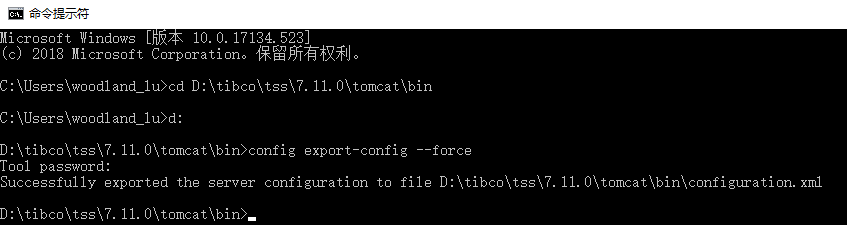 命令提示符
Microsoft Windows [版本 10.0.17134.523]
(c) 2018 Microsoft Corporation。保留所有权利。
C:\Users\woodland_lu>cd D:\tibco\tss\7.11.0\tomcat\bin
C:\Users\woodland_lu>d:
D:\tibco\tss\7.11.0\tomcat\bin>config export-config --force
Tool password:
Successfully exported the server configuration to file D:\tibco\tss\7.11.0\tomcat\bin\configuration.xml
D:\tibco\tss\7.11.0\tomcat\bin>